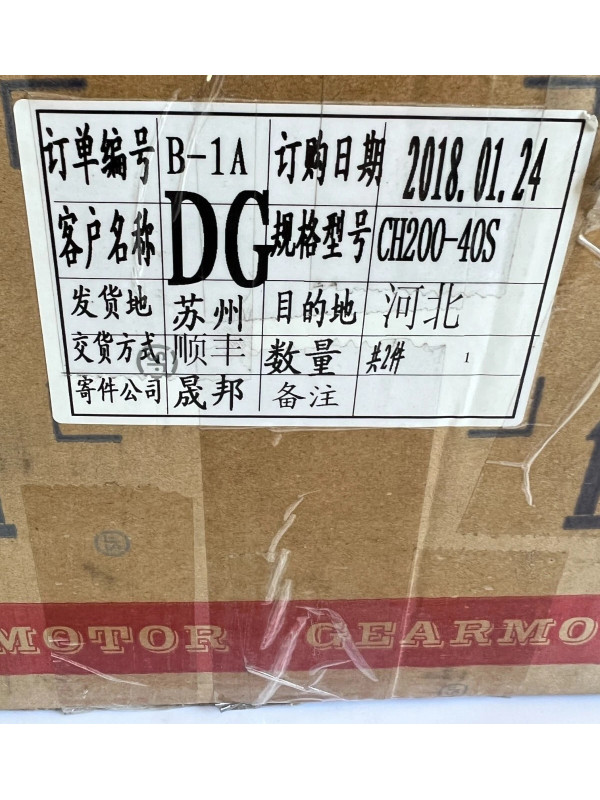 订单编号 B-1A 订购日期 2018.01.24
客户名称 DG 规格型号 CH200-40S
发货地 苏州 目的地 河北
交货方式 顺丰 数量 共2件 1
寄件公司 晟邦 备注
MOTOR GEARMO